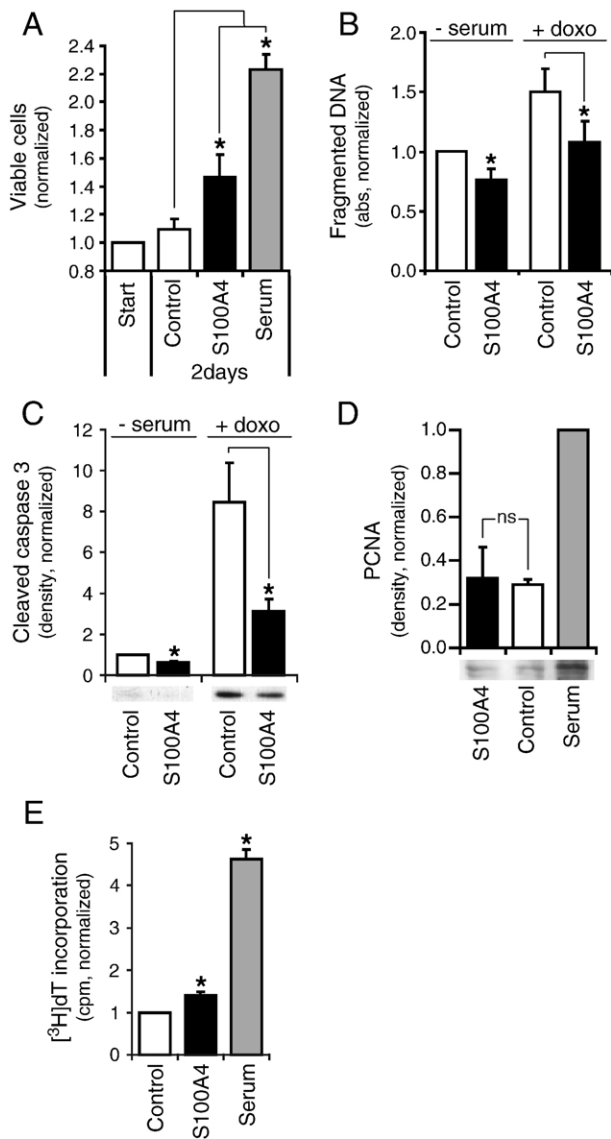 A
Viable cells
(normalized)
2.6
2.4
2.2
2.0
1.8
1.6
1.4
1.2
1.0
0.8
*
*
Start
Control
S100A4
Serum
2days
B
- serum
+ doxo
Fragmented DNA
(abs, normalized)
2.0
1.5
1.0
0.5
0.0
*
*
Control
S100A4
Control
S100A4
C
- serum
+ doxo
Cleaved caspase 3
(density, normalized)
12
10
8
6
4
2
0
*
*
Control
S100A4
Control
S100A4
D
PCNA
(density, normalized)
1.0
0.8
0.6
0.4
0.2
0.0
ns
S100A4
Control
Serum
E
[³H]dT incorporation
(cpm, normalized)
5
4
3
2
1
0
*
*
Control
S100A4
Serum